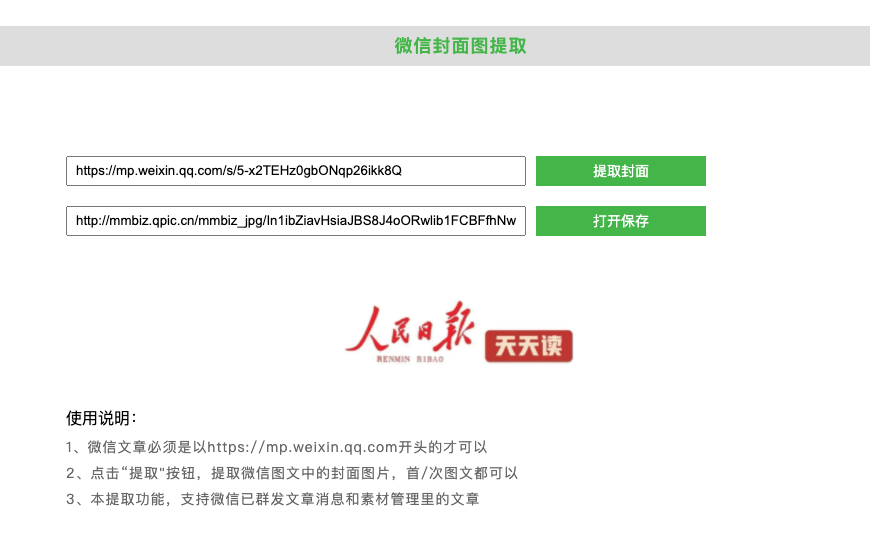 微信封面图提取
https://mp.weixin.qq.com/s/5-x2TEHz0gbONqp26ikk8Q
提取封面
http://mmbiz.qpic.cn/mmbiz_jpg/In1ibZiavHsiaJBS8J4oORwlib1FCBFfhNw
打开保存
人民日报 天天读
RENMIN RIBAO
使用说明：
1、微信文章必须是以https://mp.weixin.qq.com开头的才可以
2、点击“提取"按钮，提取微信图文中的封面图片，首/次图文都可以
3、本提取功能，支持微信已群发文章消息和素材管理里的文章